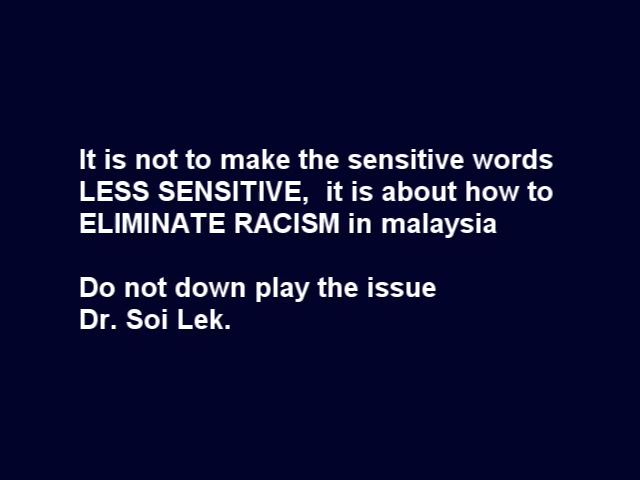 It is not to make the sensitive words
LESS SENSITIVE,  it is about how to
ELIMINATE RACISM in malaysia
Do not down play the issue
Dr. Soi Lek.